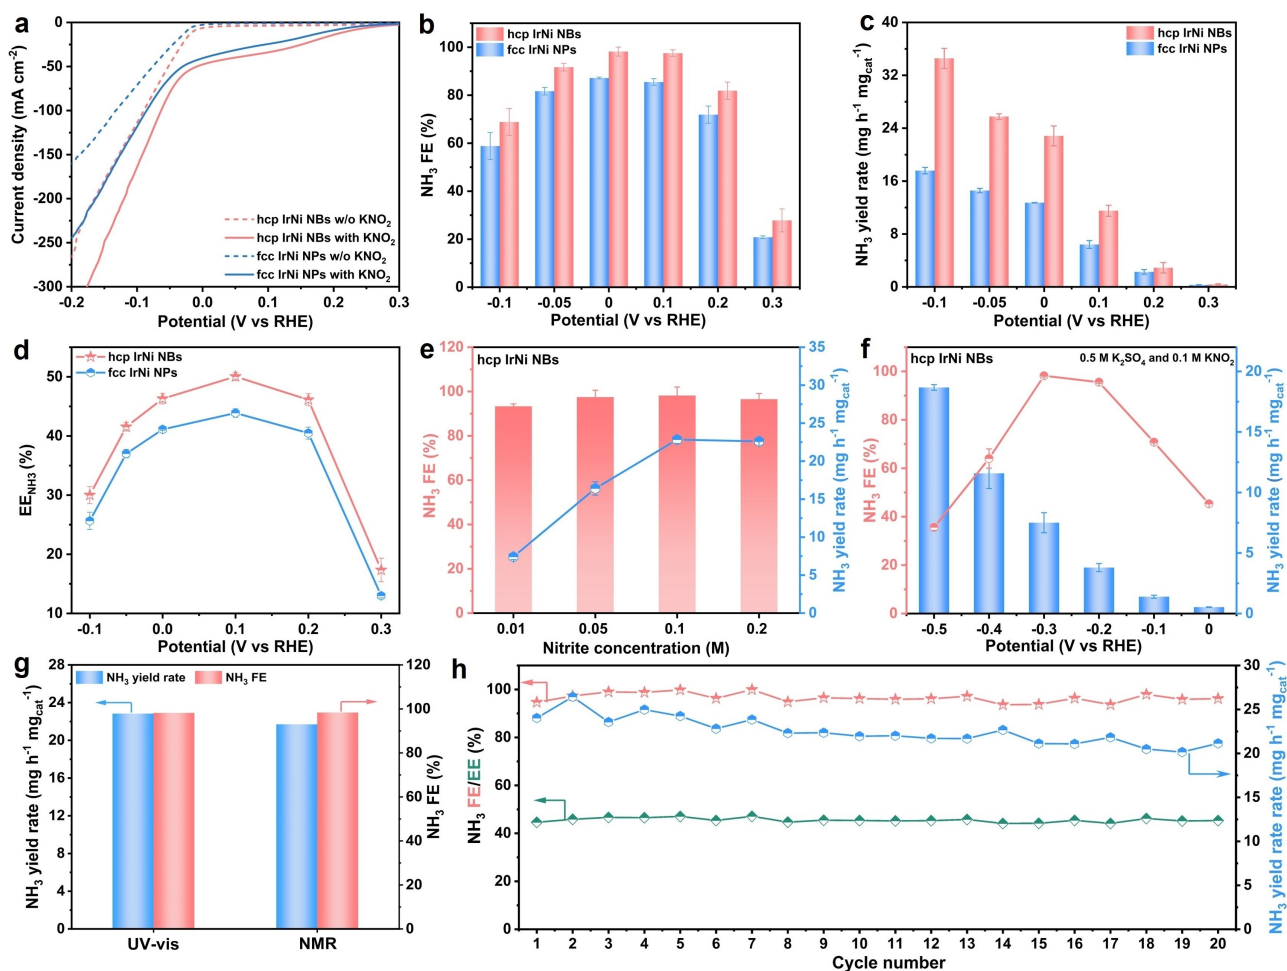 a
Current density (mA cm-2)
0
-50
-100
-150
-200
-250
-300
hcp IrNi NBs w/o KNO2
hcp IrNi NBs with KNO2
fcc IrNi NPs w/o KNO2
fcc IrNi NPs with KNO2
-0.2 -0.1 0.0 0.1 0.2 0.3
Potential (V vs RHE)
b
NH3 FE (%)
100
80
60
40
20
0
hcp IrNi NBs
fcc IrNi NPs
-0.1 -0.05 0 0.1 0.2 0.3
Potential (V vs RHE)
c
NH3 yield rate (mg h-1 mgcat-1)
40
36
32
28
24
20
16
12
8
4
0
hcp IrNi NBs
fcc IrNi NPs
-0.1 -0.05 0 0.1 0.2 0.3
Potential (V vs RHE)
d
EENH3 (%)
50
40
30
20
10
hcp IrNi NBs
fcc IrNi NPs
-0.1 0.0 0.1 0.2 0.3
Potential (V vs RHE)
e
NH3 FE (%)
120
100
80
60
40
20
0
hcp IrNi NBs
35
30
25
20
15
10
5
0
NH3 yield rate (mg h-1 mgcat-1)
0.01 0.05 0.1 0.2
Nitrite concentration (M)
f
NH3 FE (%)
100
80
60
40
20
0
hcp IrNi NBs
0.5 M K2SO4 and 0.1 M KNO2
20
15
10
5
0
NH3 yield rate (mg h-1 mgcat-1)
-0.5 -0.4 -0.3 -0.2 -0.1 0
Potential (V vs RHE)
g
NH3 yield rate (mg h-1 mgcat-1)
28
24
20
16
12
8
4
0
NH3 yield rate NH3 FE
120
100
80
60
40
20
0
NH3 FE (%)
UV-vis NMR
h
NH3 FE/EE (%)
100
80
60
40
20
0
30
25
20
15
10
5
0
NH3 yield rate rate (mg h-1 mgcat-1)
1 2 3 4 5 6 7 8 9 10 11 12 13 14 15 16 17 18 19 20
Cycle number